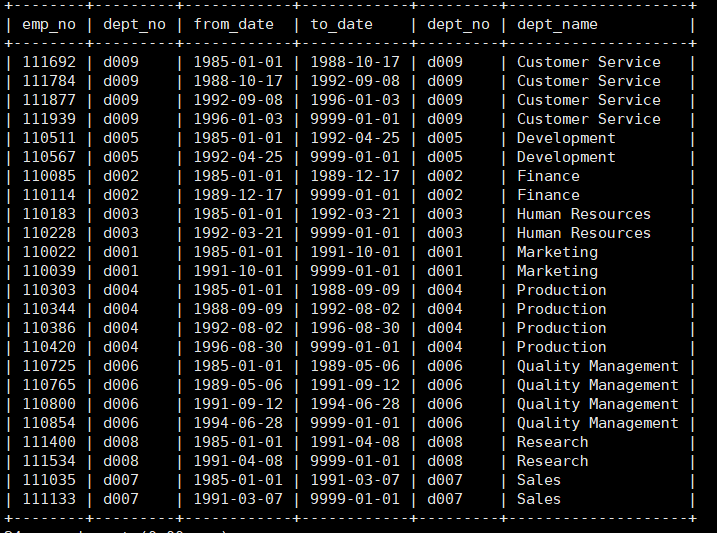 +--------+---------+------------+------------+---------+--------------------+
| emp_no | dept_no | from_date | to_date | dept_no | dept_name |
+--------+---------+------------+------------+---------+--------------------+
| 111692 | d009 | 1985-01-01 | 1988-10-17 | d009 | Customer Service |
| 111784 | d009 | 1988-10-17 | 1992-09-08 | d009 | Customer Service |
| 111877 | d009 | 1992-09-08 | 1996-01-03 | d009 | Customer Service |
| 111939 | d009 | 1996-01-03 | 9999-01-01 | d009 | Customer Service |
| 110511 | d005 | 1985-01-01 | 1992-04-25 | d005 | Development |
| 110567 | d005 | 1992-04-25 | 9999-01-01 | d005 | Development |
| 110085 | d002 | 1985-01-01 | 1989-12-17 | d002 | Finance |
| 110114 | d002 | 1989-12-17 | 9999-01-01 | d002 | Finance |
| 110183 | d003 | 1985-01-01 | 1992-03-21 | d003 | Human Resources |
| 110228 | d003 | 1992-03-21 | 9999-01-01 | d003 | Human Resources |
| 110022 | d001 | 1985-01-01 | 1991-10-01 | d001 | Marketing |
| 110039 | d001 | 1991-10-01 | 9999-01-01 | d001 | Marketing |
| 110303 | d004 | 1985-01-01 | 1988-09-09 | d004 | Production |
| 110344 | d004 | 1988-09-09 | 1992-08-02 | d004 | Production |
| 110386 | d004 | 1992-08-02 | 1996-08-30 | d004 | Production |
| 110420 | d004 | 1996-08-30 | 9999-01-01 | d004 | Production |
| 110725 | d006 | 1985-01-01 | 1989-05-06 | d006 | Quality Management |
| 110765 | d006 | 1989-05-06 | 1991-09-12 | d006 | Quality Management |
| 110800 | d006 | 1991-09-12 | 1994-06-28 | d006 | Quality Management |
| 110854 | d006 | 1994-06-28 | 9999-01-01 | d006 | Quality Management |
| 111400 | d008 | 1985-01-01 | 1991-04-08 | d008 | Research |
| 111534 | d008 | 1991-04-08 | 9999-01-01 | d008 | Research |
| 111035 | d007 | 1985-01-01 | 1991-03-07 | d007 | Sales |
| 111133 | d007 | 1991-03-07 | 9999-01-01 | d007 | Sales |
+--------+---------+------------+------------+---------+--------------------+